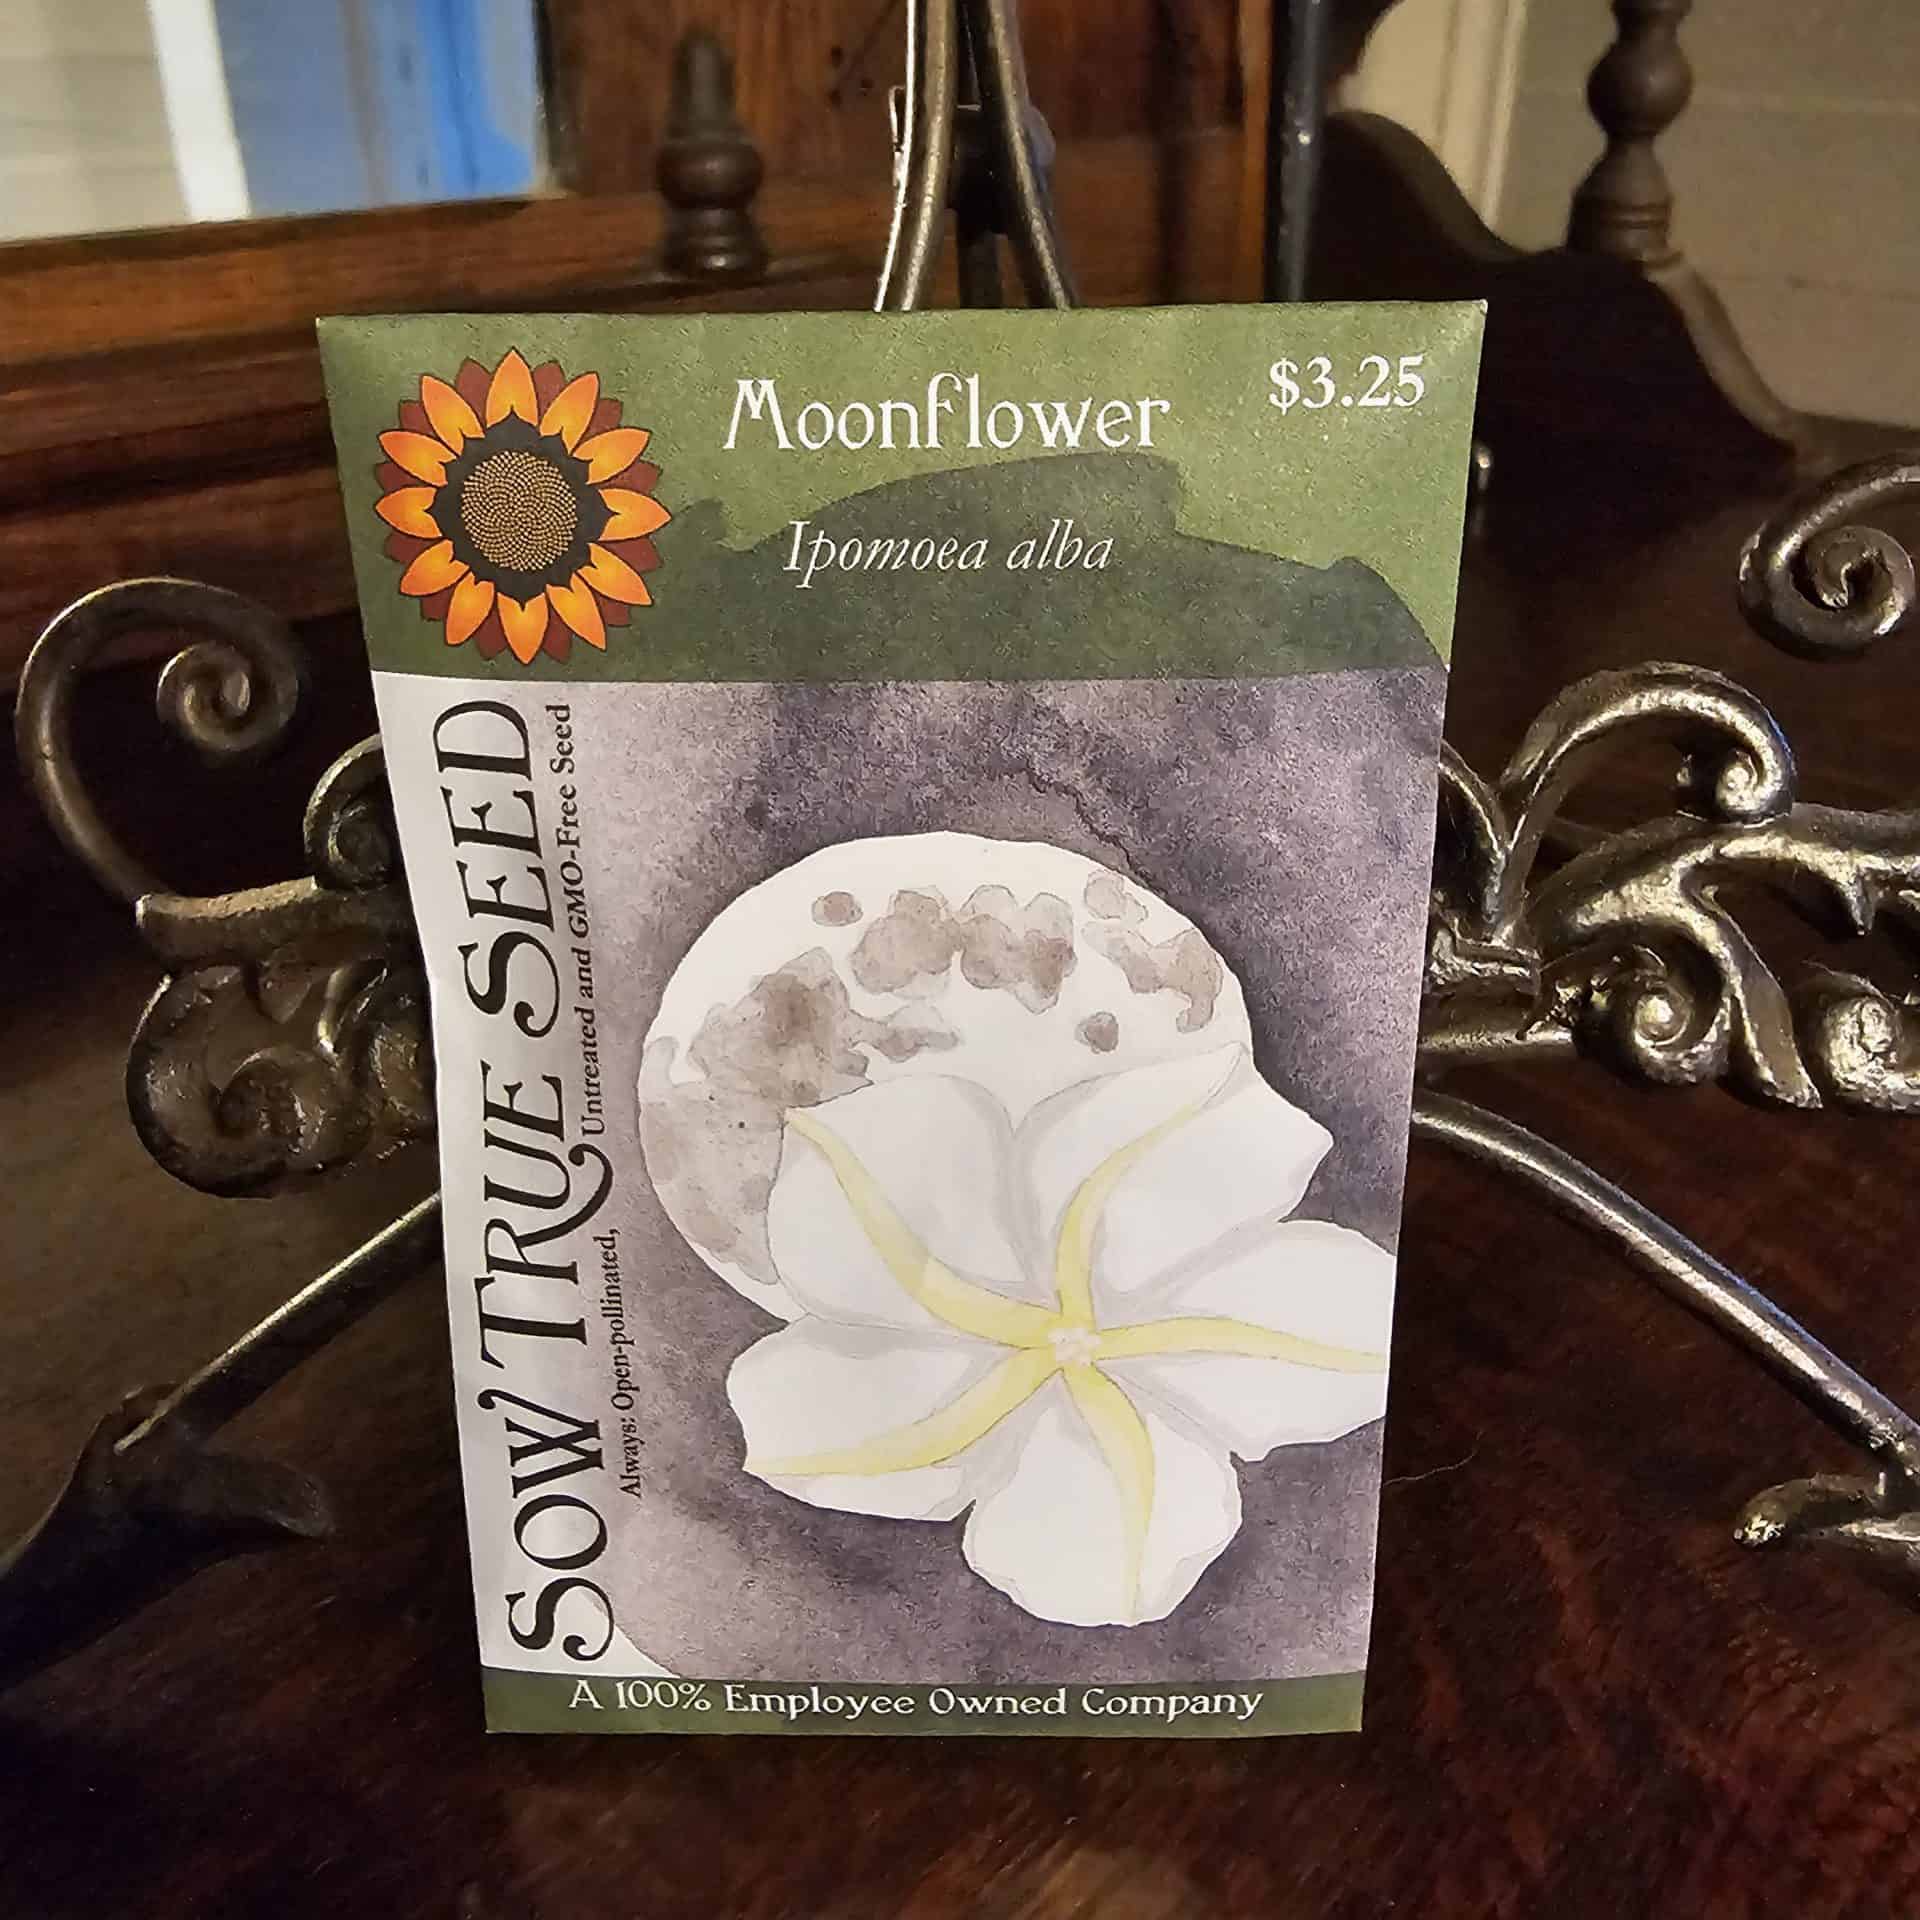 Moonflower
$3.25
Ipomoea alba
SOW TRUE SEED
Always: Open-pollinated, Untreated and GMO-Free Seed
A 100% Employee Owned Company